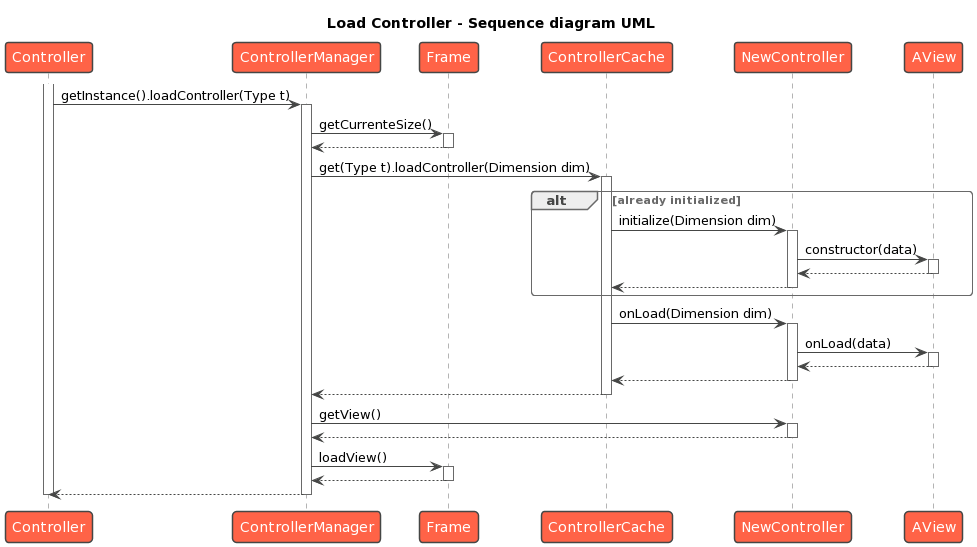 Load Controller - Sequence diagram UML
Controller ControllerManager Frame ControllerCache NewController AView
getInstance().loadController(Type t)
getCurrenteSize()
get(Type t).loadController(Dimension dim)
alt [already initialized]
initialize(Dimension dim)
constructor(data)
onLoad(Dimension dim)
onLoad(data)
getView()
loadView()
Controller ControllerManager Frame ControllerCache NewController AView